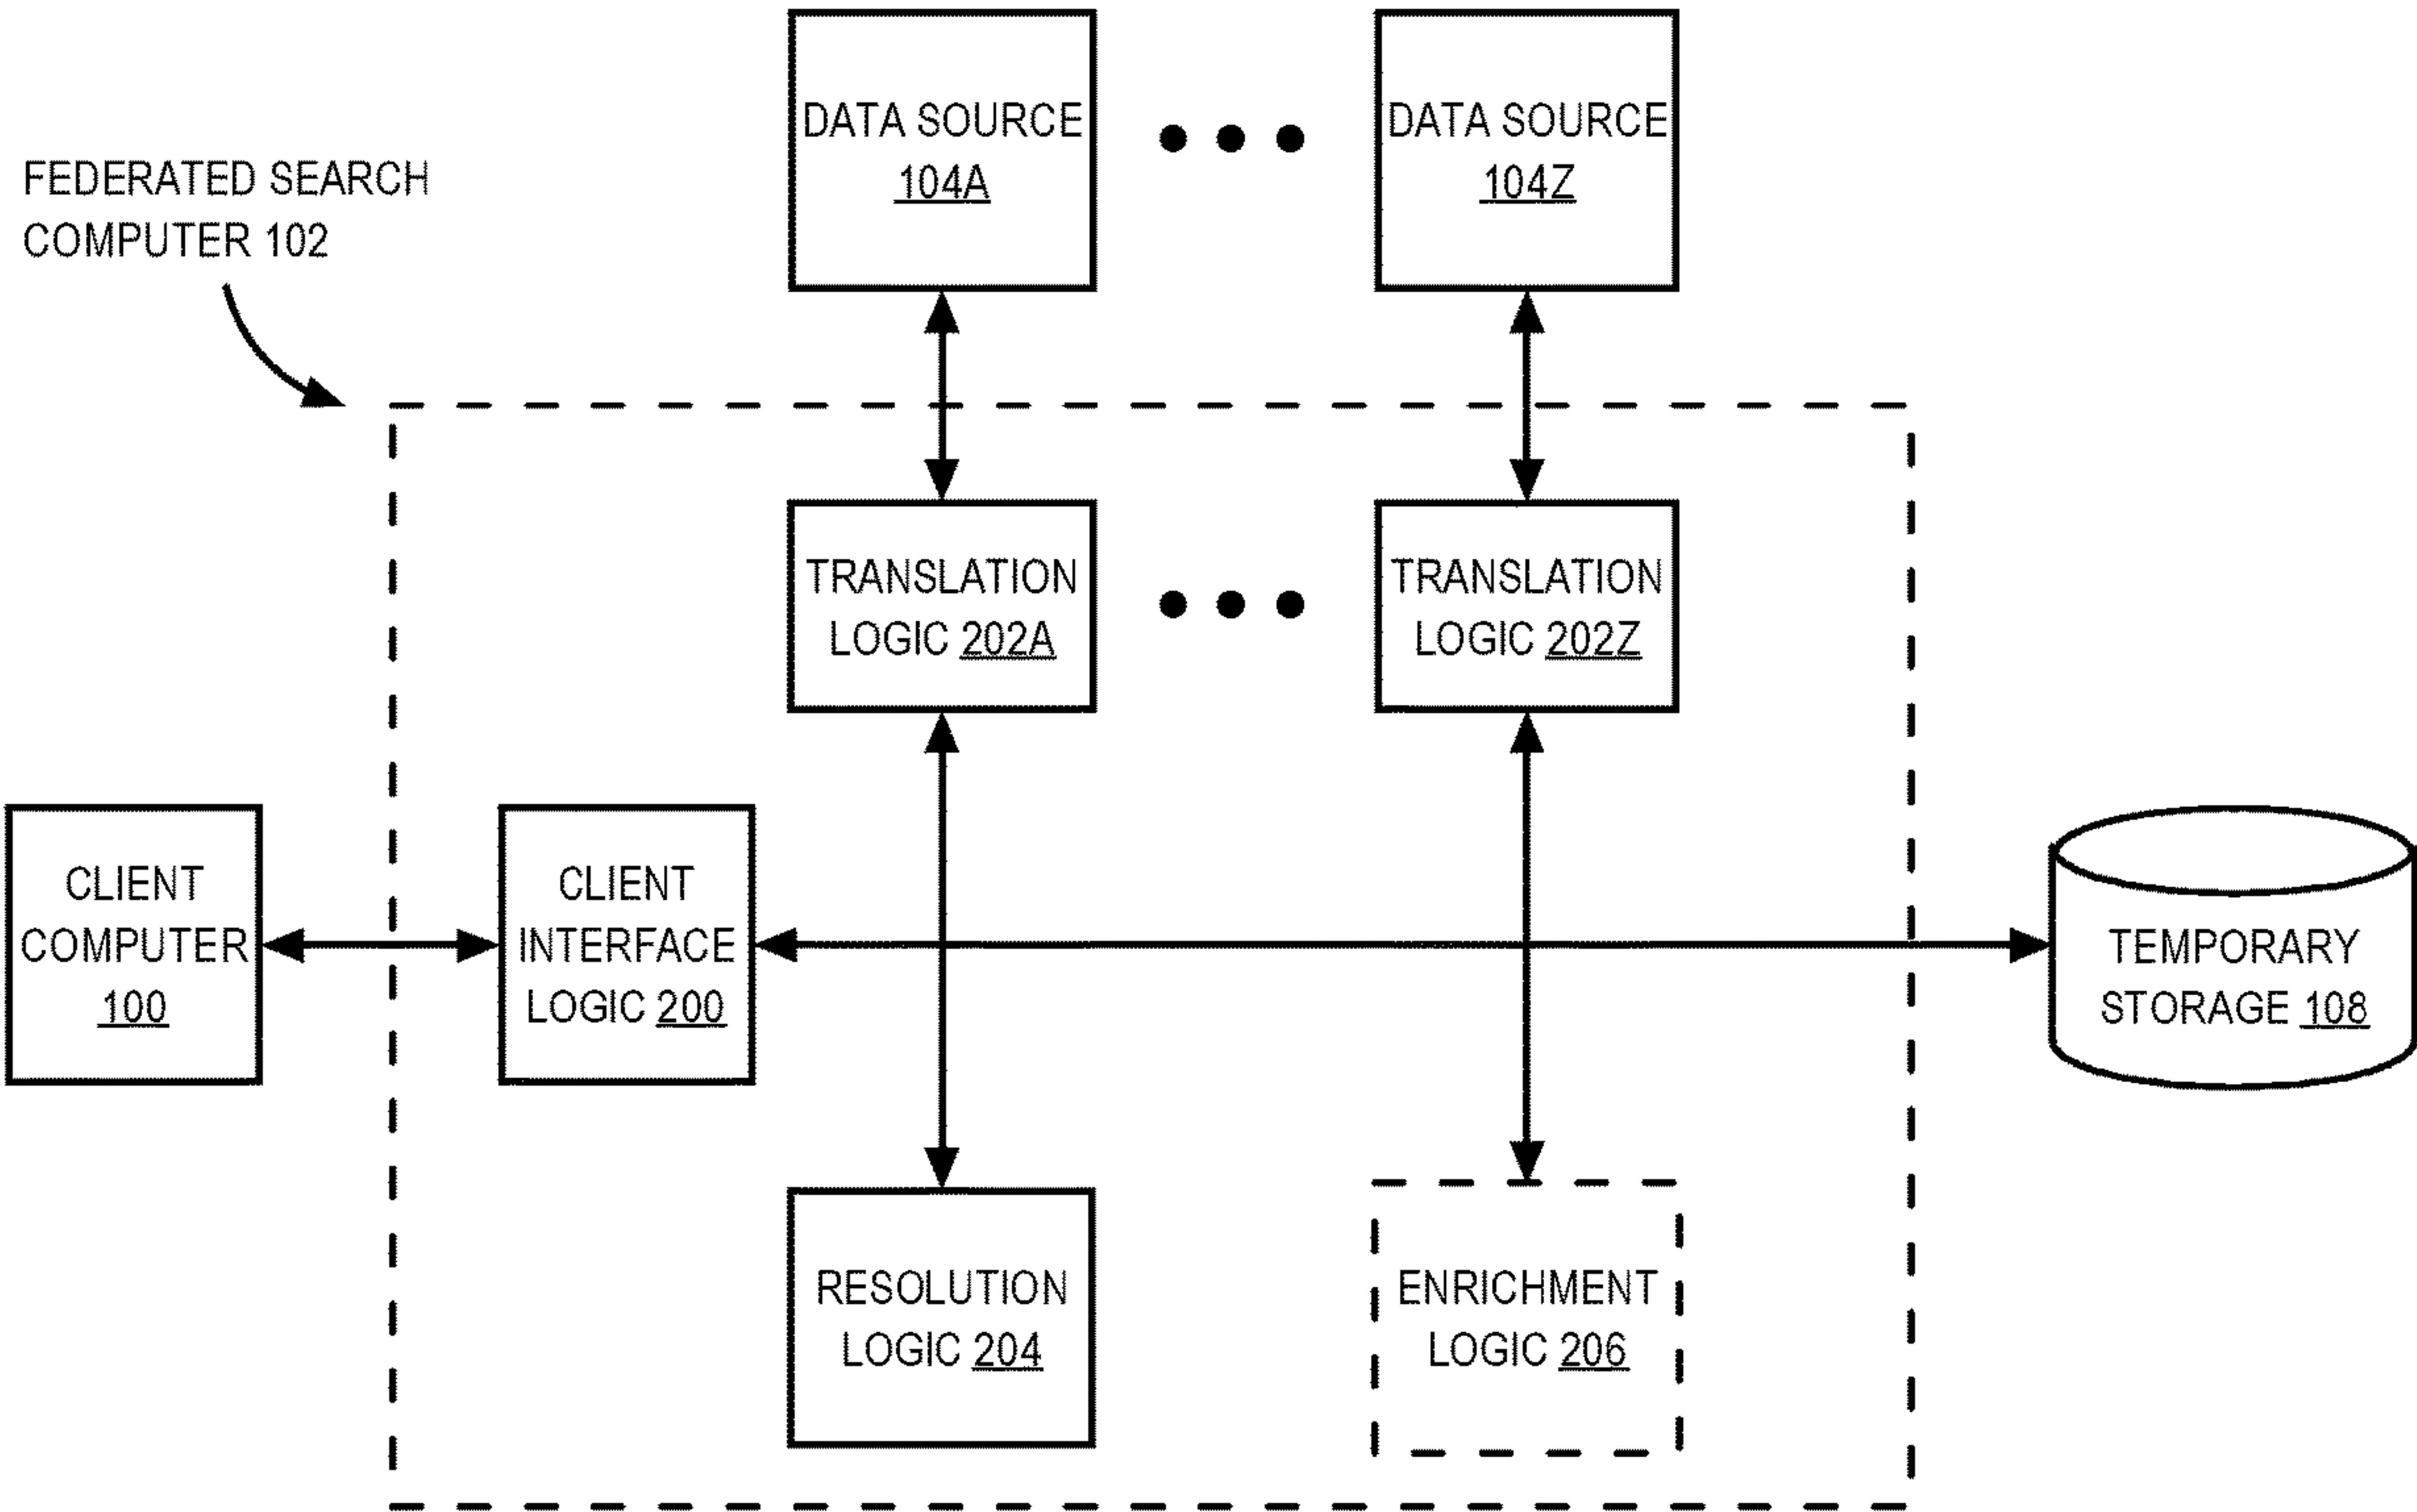 DATA SOURCE
104A
DATA SOURCE
104Z
FEDERATED SEARCH
COMPUTER 102
TRANSLATION
LOGIC 202A
TRANSLATION
LOGIC 202Z
CLIENT
COMPUTER
100
CLIENT
INTERFACE
LOGIC 200
TEMPORARY
STORAGE 108
RESOLUTION
LOGIC 204
ENRICHMENT
LOGIC 206